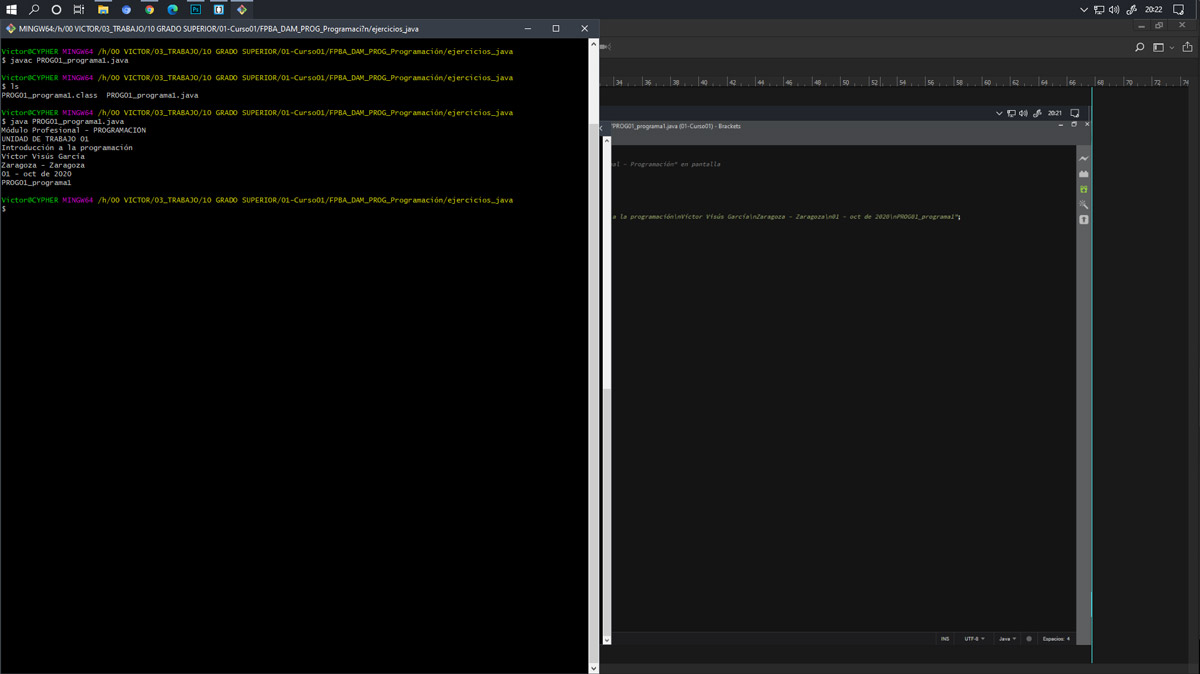 20:22
MINGW64:/h/00 VICTOR/03_TRABAJO/10 GRADO SUPERIOR/01-Curso01/FPBA_DAM_PROG_Programaci?n/ejercicios_java
Victor@CYPHER MINGW64 /h/00 VICTOR/03_TRABAJO/10 GRADO SUPERIOR/01-Curso01/FPBA_DAM_PROG_Programación/ejercicios_java
$ javac PROG01_programa1.java
Victor@CYPHER MINGW64 /h/00 VICTOR/03_TRABAJO/10 GRADO SUPERIOR/01-Curso01/FPBA_DAM_PROG_Programación/ejercicios_java
$ ls
PROG01_programa1.class  PROG01_programa1.java
Victor@CYPHER MINGW64 /h/00 VICTOR/03_TRABAJO/10 GRADO SUPERIOR/01-Curso01/FPBA_DAM_PROG_Programación/ejercicios_java
$ java PROG01_programa1.java
Módulo Profesional - PROGRAMACIÓN
UNIDAD DE TRABAJO 01
Introducción a la programación
Víctor Visús García
Zaragoza - Zaragoza
01 - oct de 2020
PROG01_programa1
Victor@CYPHER MINGW64 /h/00 VICTOR/03_TRABAJO/10 GRADO SUPERIOR/01-Curso01/FPBA_DAM_PROG_Programación/ejercicios_java
$
34 36 38 40 42 44 46 48 50 52 54 56 58 60 62 64 66 68 70 72 74
20:21
"PROG01_programa1.java (01-Curso01) - Brackets
al - Programación" en pantalla
a la programación\nVíctor Visús García\nZaragoza - Zaragoza\n01 - oct de 2020\nPROG01_programa1";
INS UTF-8 Java Espacios: 4